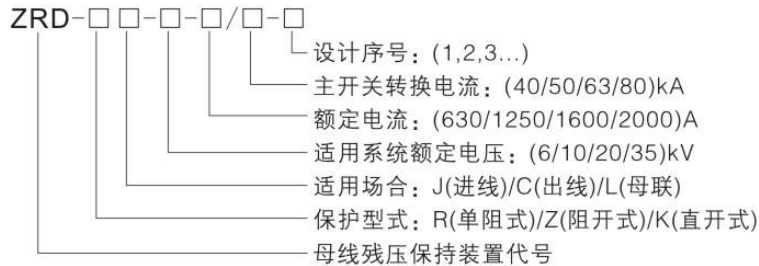 ZRD-□□-□-□/□-□
设计序号：(1,2,3...)
主开关转换电流：(40/50/63/80)kA
额定电流：(630/1250/1600/2000)A
适用系统额定电压：(6/10/20/35)kV
适用场合：J(进线)/C(出线)/L(母联)
保护型式：R(单阻式)/Z(阻开式)/K(直开式)
母线残压保持装置代号